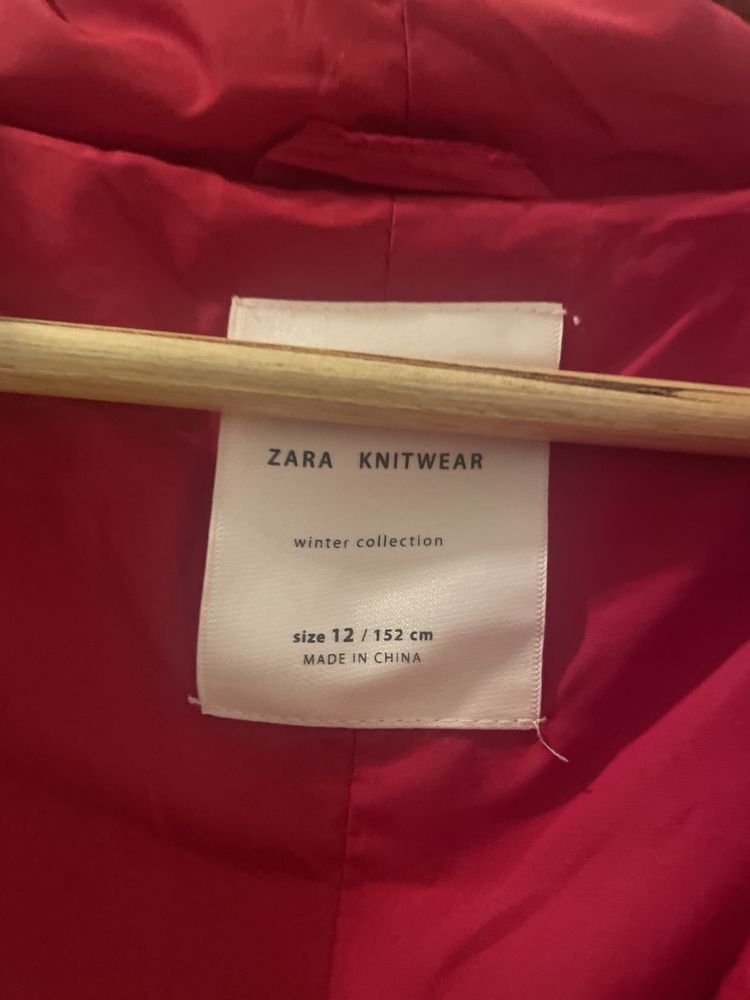 ZARA KNITWEAR
winter collection
size 12 / 152 cm
MADE IN CHINA